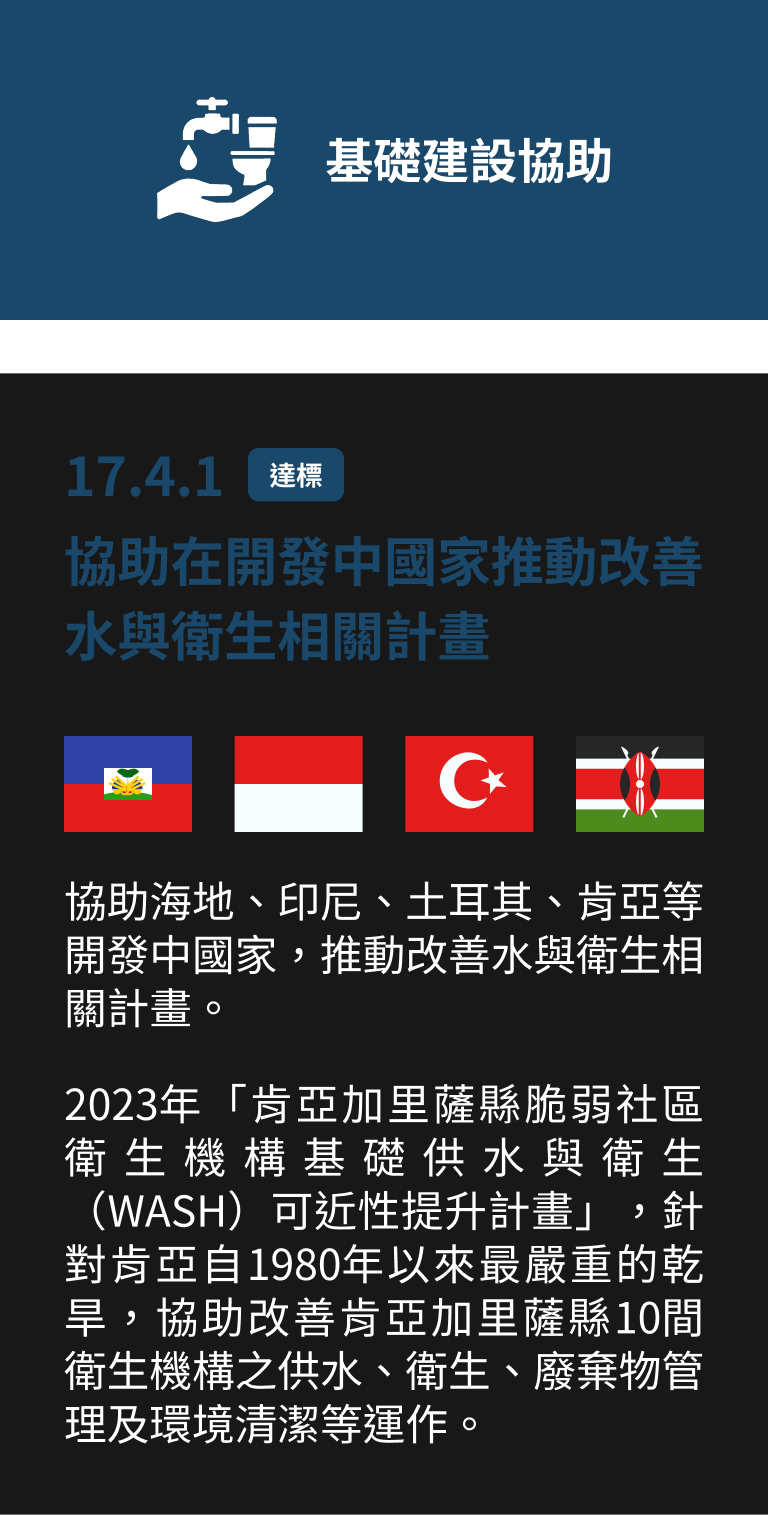 基礎建設協助
17.4.1 達標
協助在開發中國家推動改善
水與衛生相關計畫
協助海地、印尼、土耳其、肯亞等
開發中國家，推動改善水與衛生相
關計畫。
2023年「肯亞加里薩縣脆弱社區
衛生機構基礎供水與衛生
（WASH）可近性提升計畫」，針
對肯亞自1980年以來最嚴重的乾
旱，協助改善肯亞加里薩縣10間
衛生機構之供水、衛生、廢棄物管
理及環境清潔等運作。